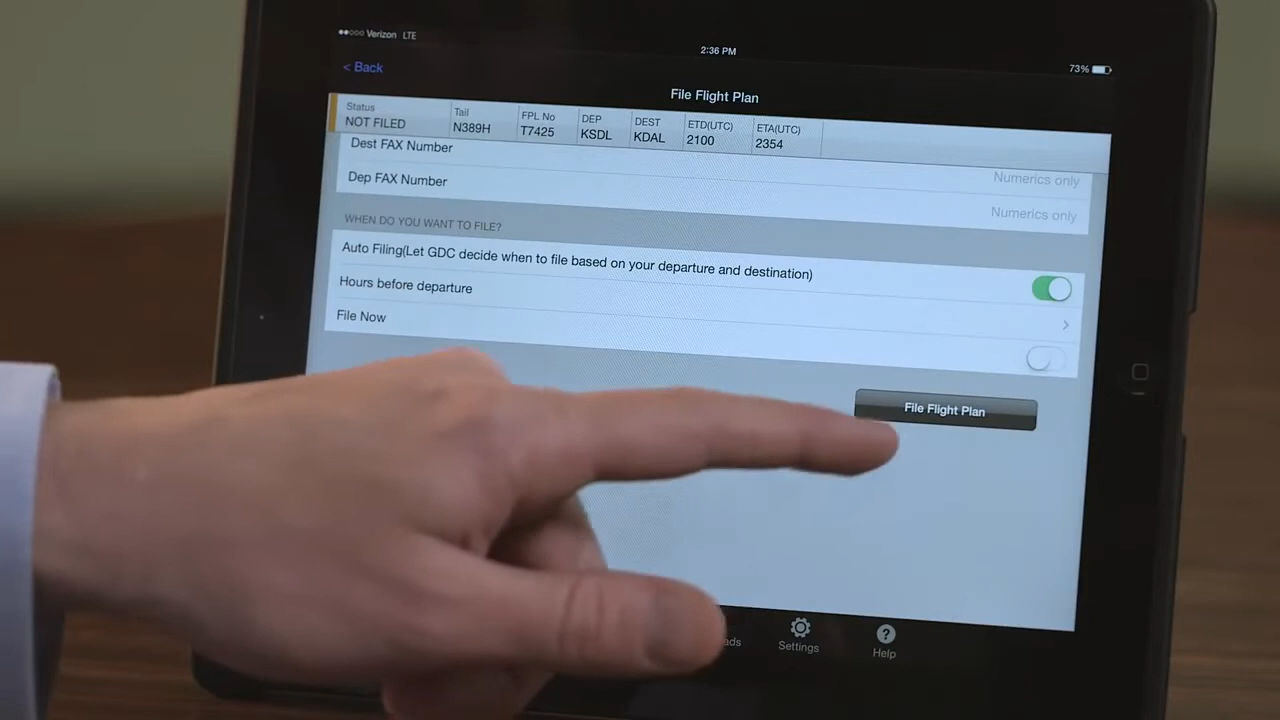 Verizon LTE
2:36 PM
73%
< Back
File Flight Plan
Status Tail FPL No DEP DEST ETD(UTC) ETA(UTC)
NOT FILED N389H T7425 KSDL KDAL 2100 2354
Dest FAX Number Numerics only
Dep FAX Number Numerics only
WHEN DO YOU WANT TO FILE?
Auto Filing(Let GDC decide when to file based on your departure and destination)
Hours before departure >
File Now
File Flight Plan
Settings Help